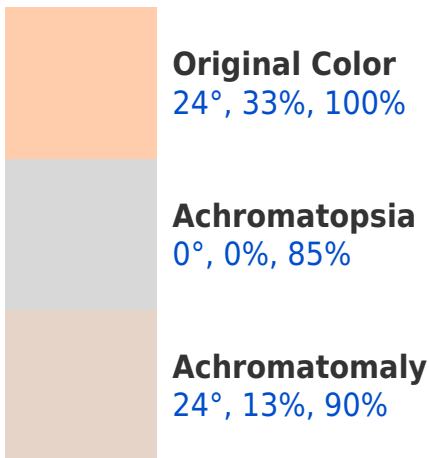 Original Color
24°, 33%, 100%
Achromatopsia
0°, 0%, 85%
Achromatomaly
24°, 13%, 90%